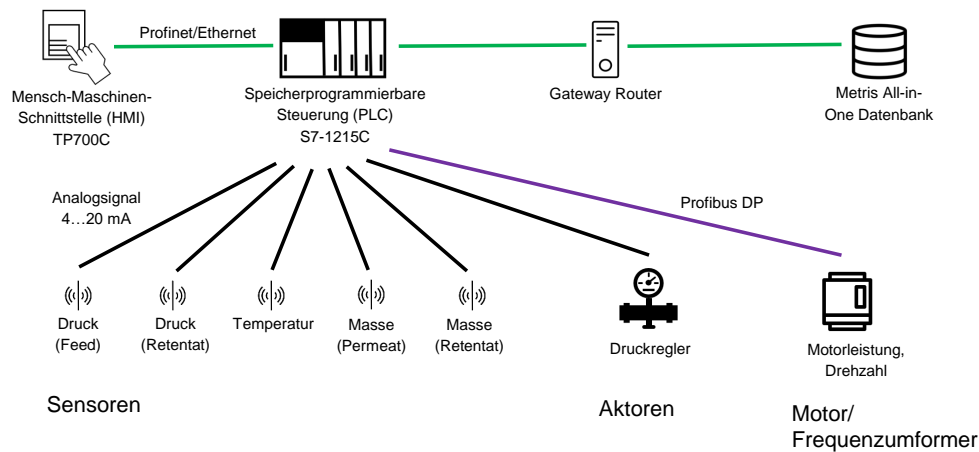 Profinet/Ethernet
Mensch-Maschinen-
Schnittstelle (HMI)
TP700C
Speicherprogrammierbare
Steuerung (PLC)
S7-1215C
Gateway Router
Metris All-in-
One Datenbank
Analogsignal
4…20 mA
Profibus DP
Druck
(Feed)
Druck
(Retentat)
Temperatur
Masse
(Permeat)
Masse
(Retentat)
Druckregler
Motorleistung,
Drehzahl
Sensoren
Aktoren
Motor/
Frequenzumformer